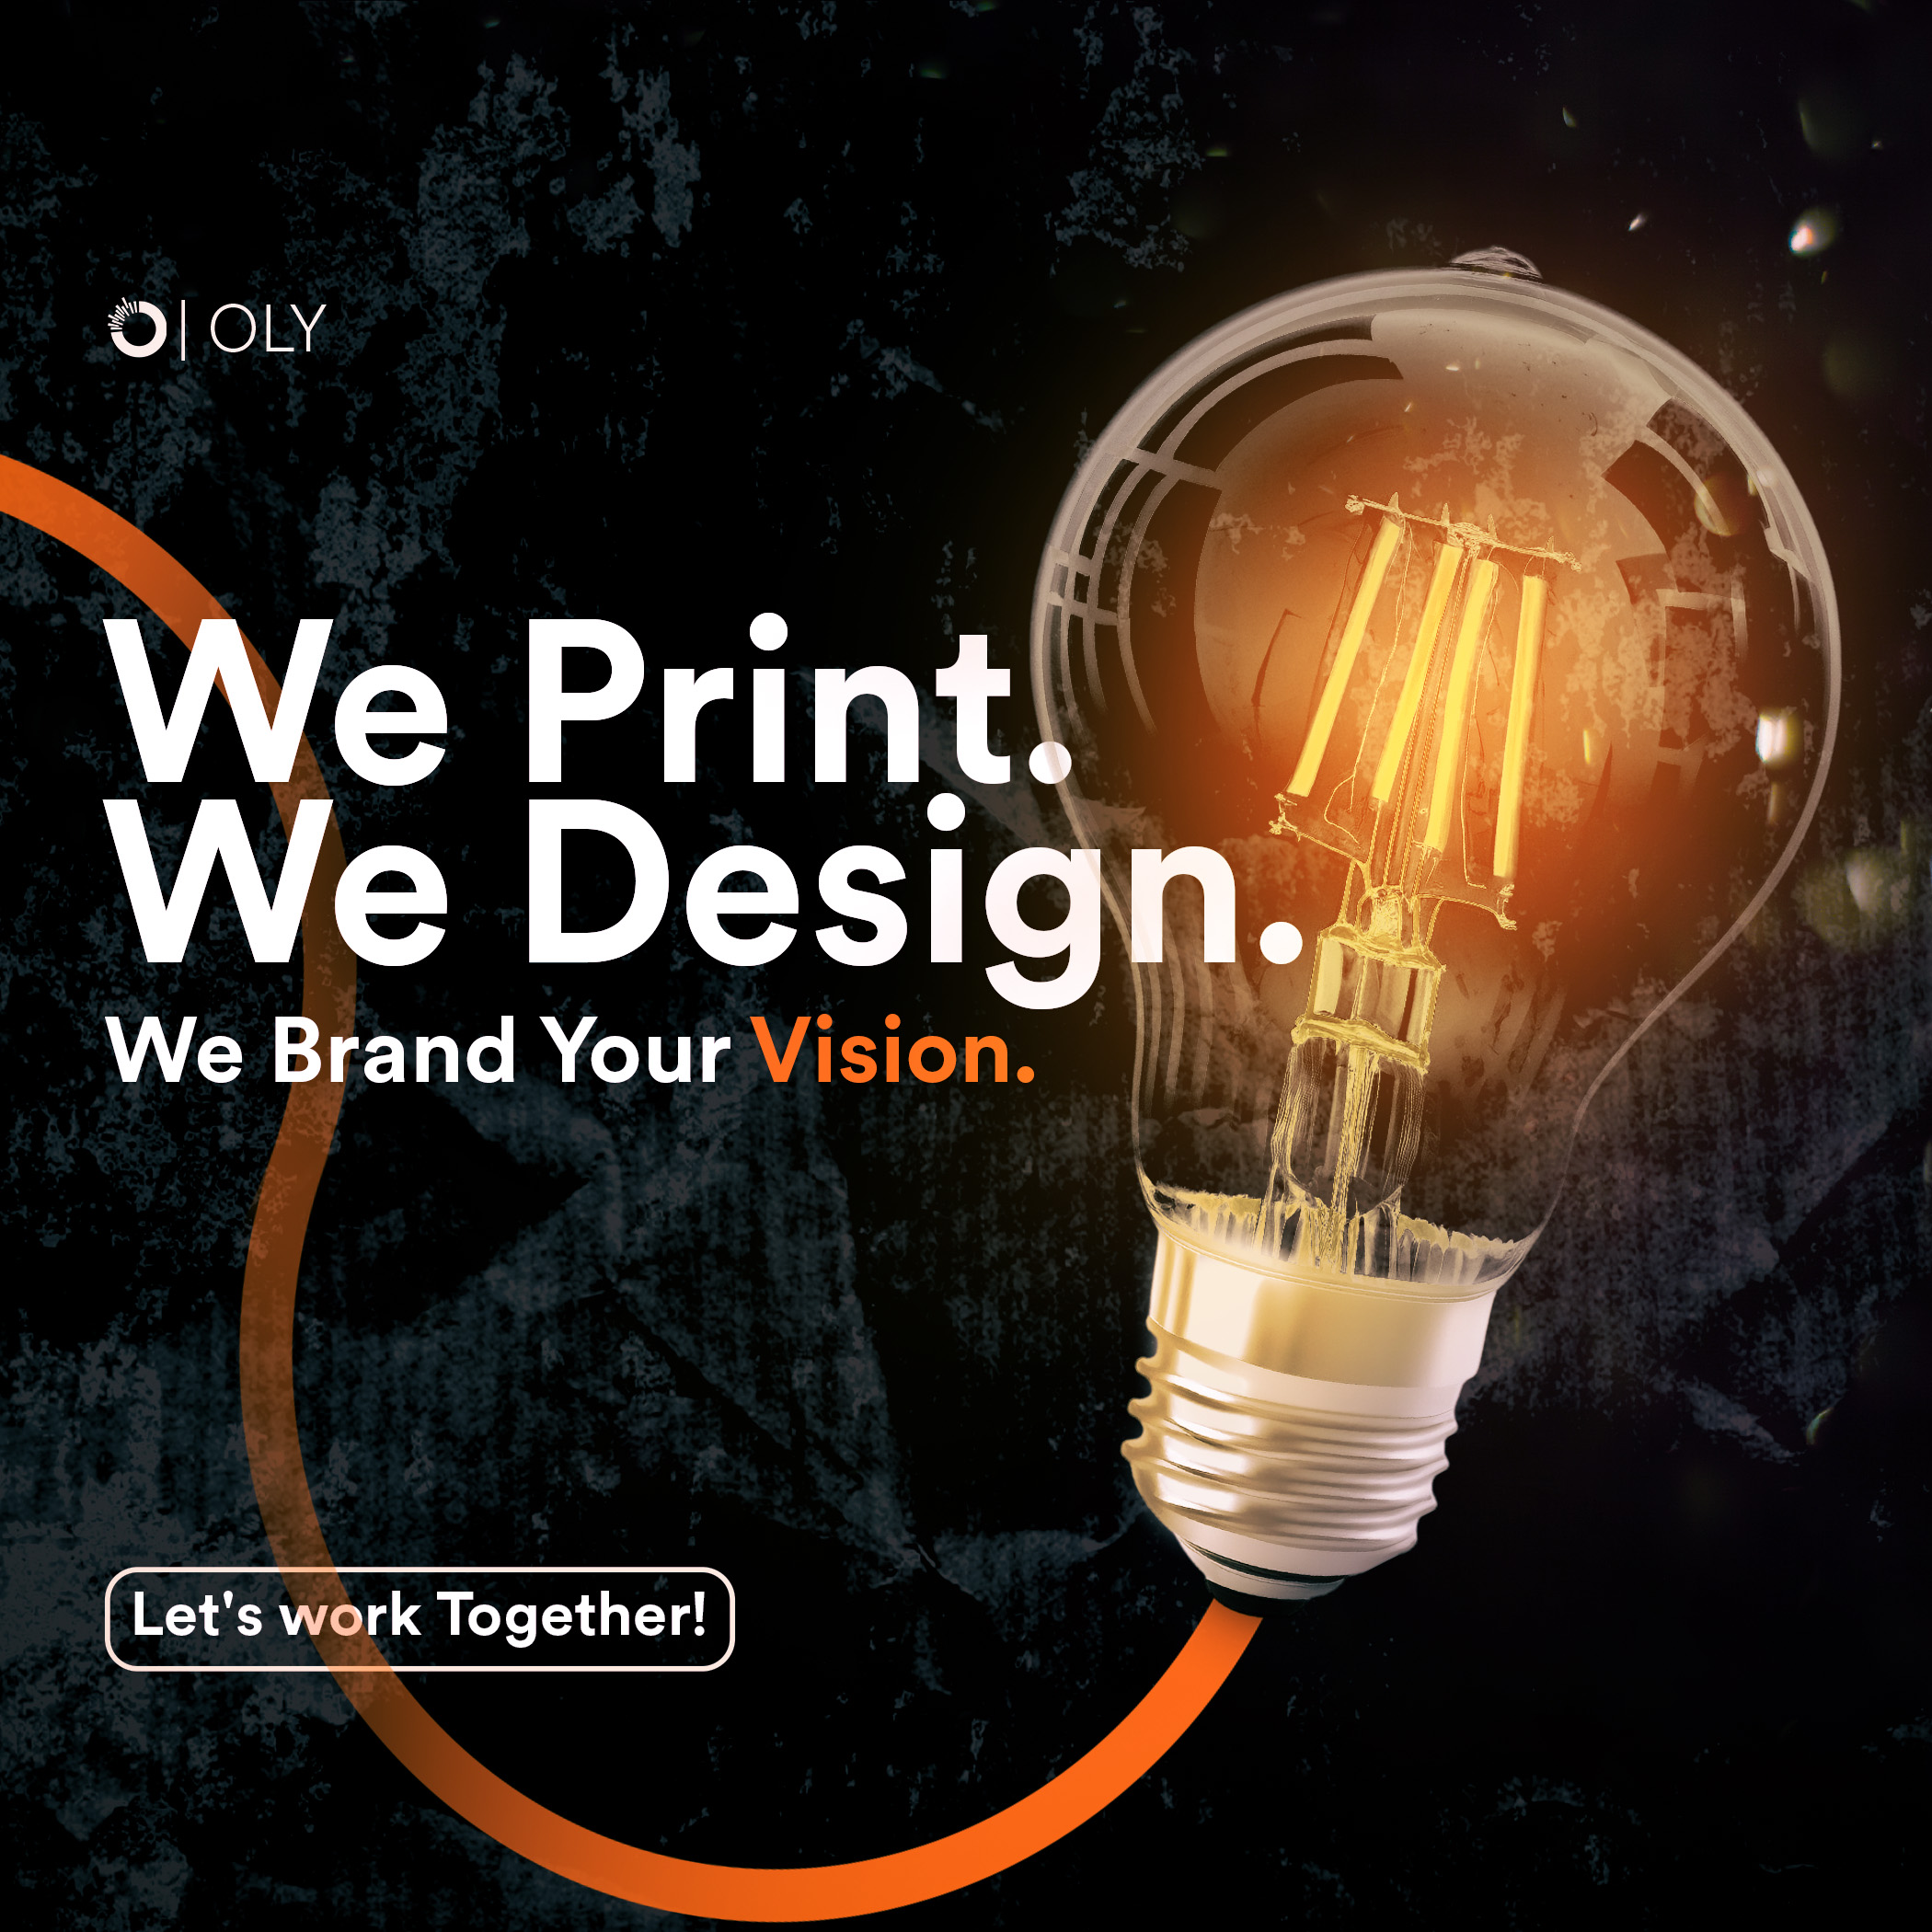 OLY
We Print.
We Design.
We Brand Your Vision.
Let's work Together!